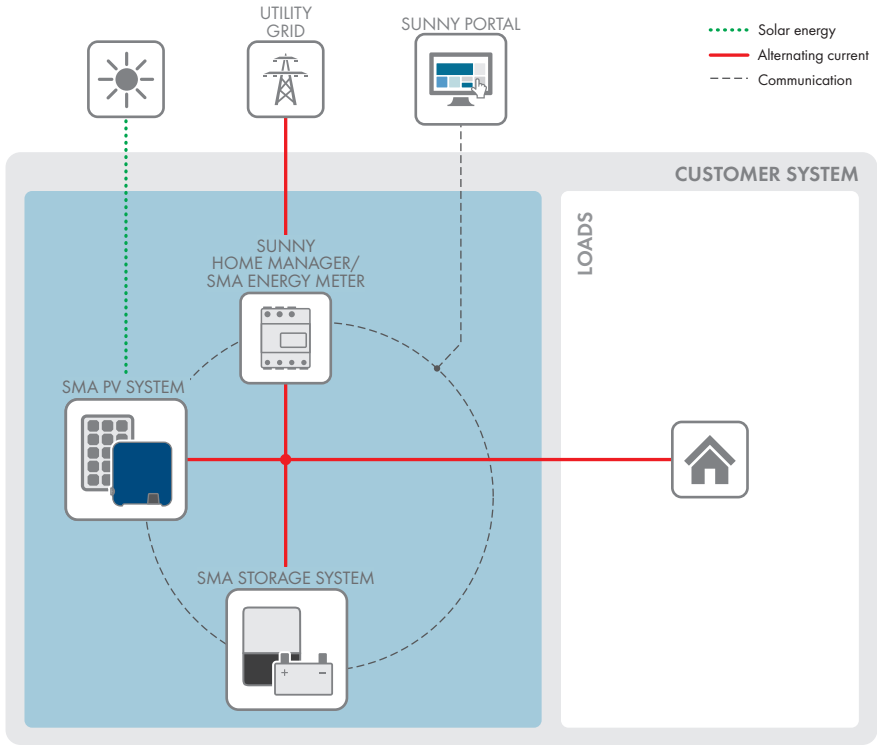 UTILITY
GRID
SUNNY PORTAL
Solar energy
Alternating current
Communication
CUSTOMER SYSTEM
LOADS
SUNNY
HOME MANAGER/
SMA ENERGY METER
SMA PV SYSTEM
SMA STORAGE SYSTEM
+ −